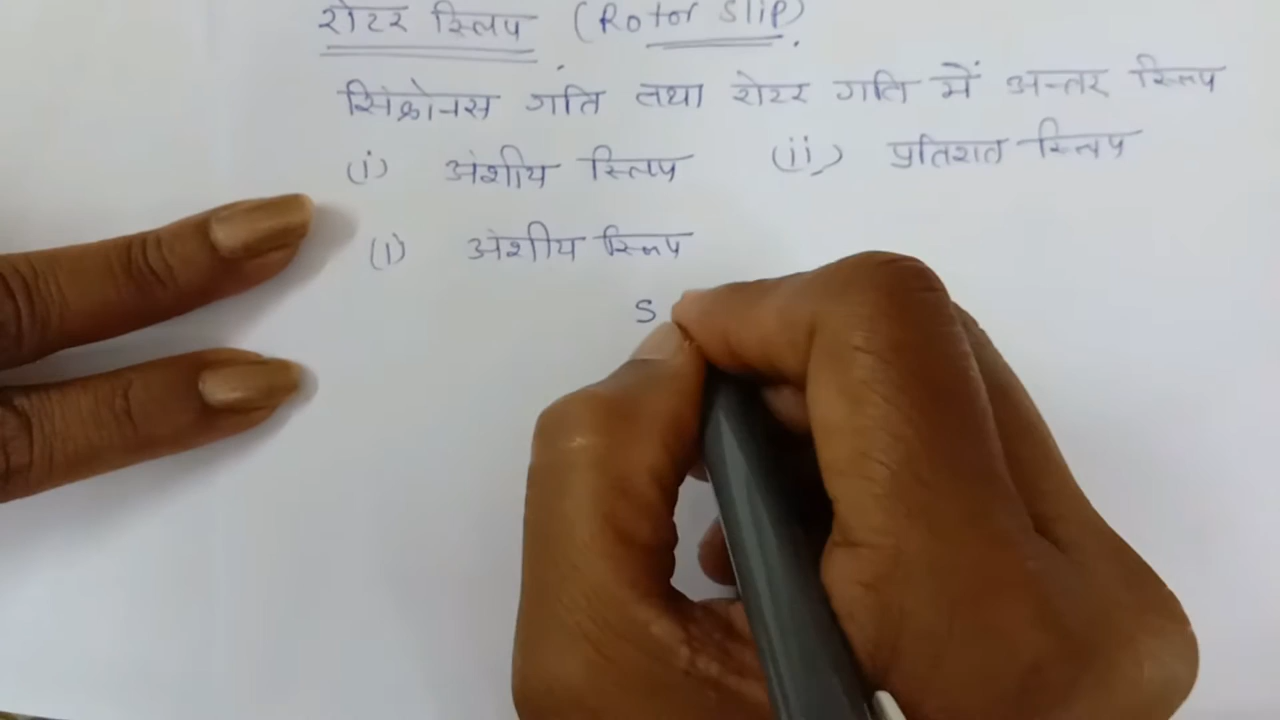 रोटर स्लिप (Rotor slip)
सिंक्रोनस गति तथा रोटर गति में अन्तर स्लिप
(i) अंशीय स्लिप (ii) प्रतिशत स्लिप
(i) अंशीय स्लिप
S